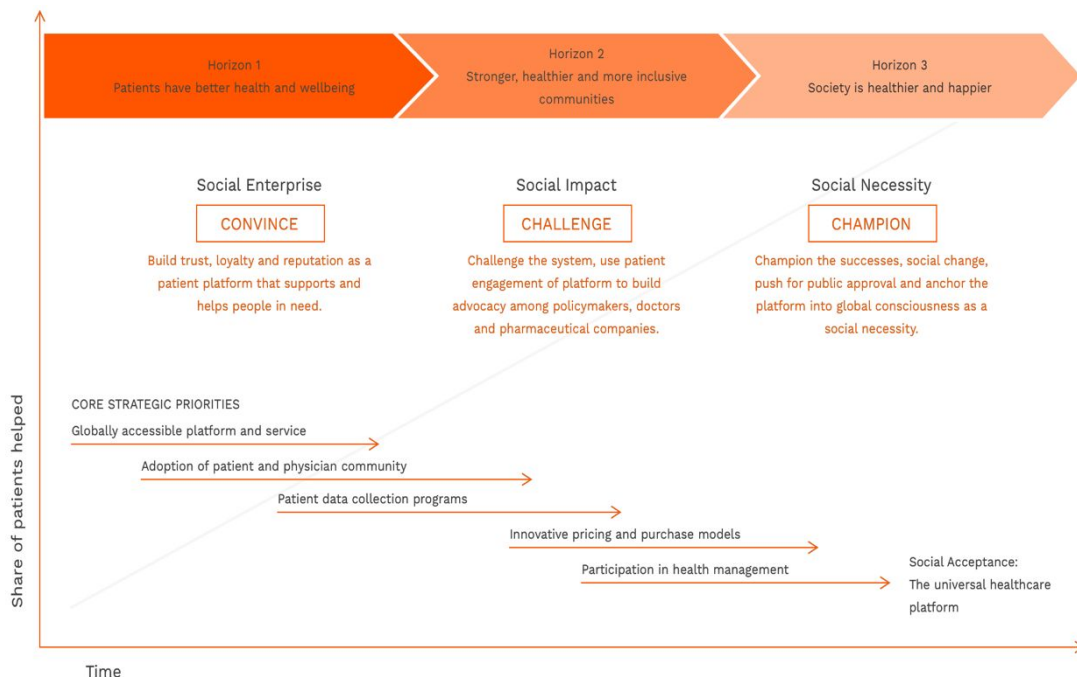 Horizon 1
Patients have better health and wellbeing
Horizon 2
Stronger, healthier and more inclusive
communities
Horizon 3
Society is healthier and happier
Social Enterprise
CONVINCE
Build trust, loyalty and reputation as a
patient platform that supports and
helps people in need.
Social Impact
CHALLENGE
Challenge the system, use patient
engagement of platform to build
advocacy among policymakers, doctors
and pharmaceutical companies.
Social Necessity
CHAMPION
Champion the successes, social change,
push for public approval and anchor the
platform into global consciousness as a
social necessity.
Share of patients helped
CORE STRATEGIC PRIORITIES
Globally accessible platform and service
Adoption of patient and physician community
Patient data collection programs
Innovative pricing and purchase models
Participation in health management
Social Acceptance:
The universal healthcare
platform
Time